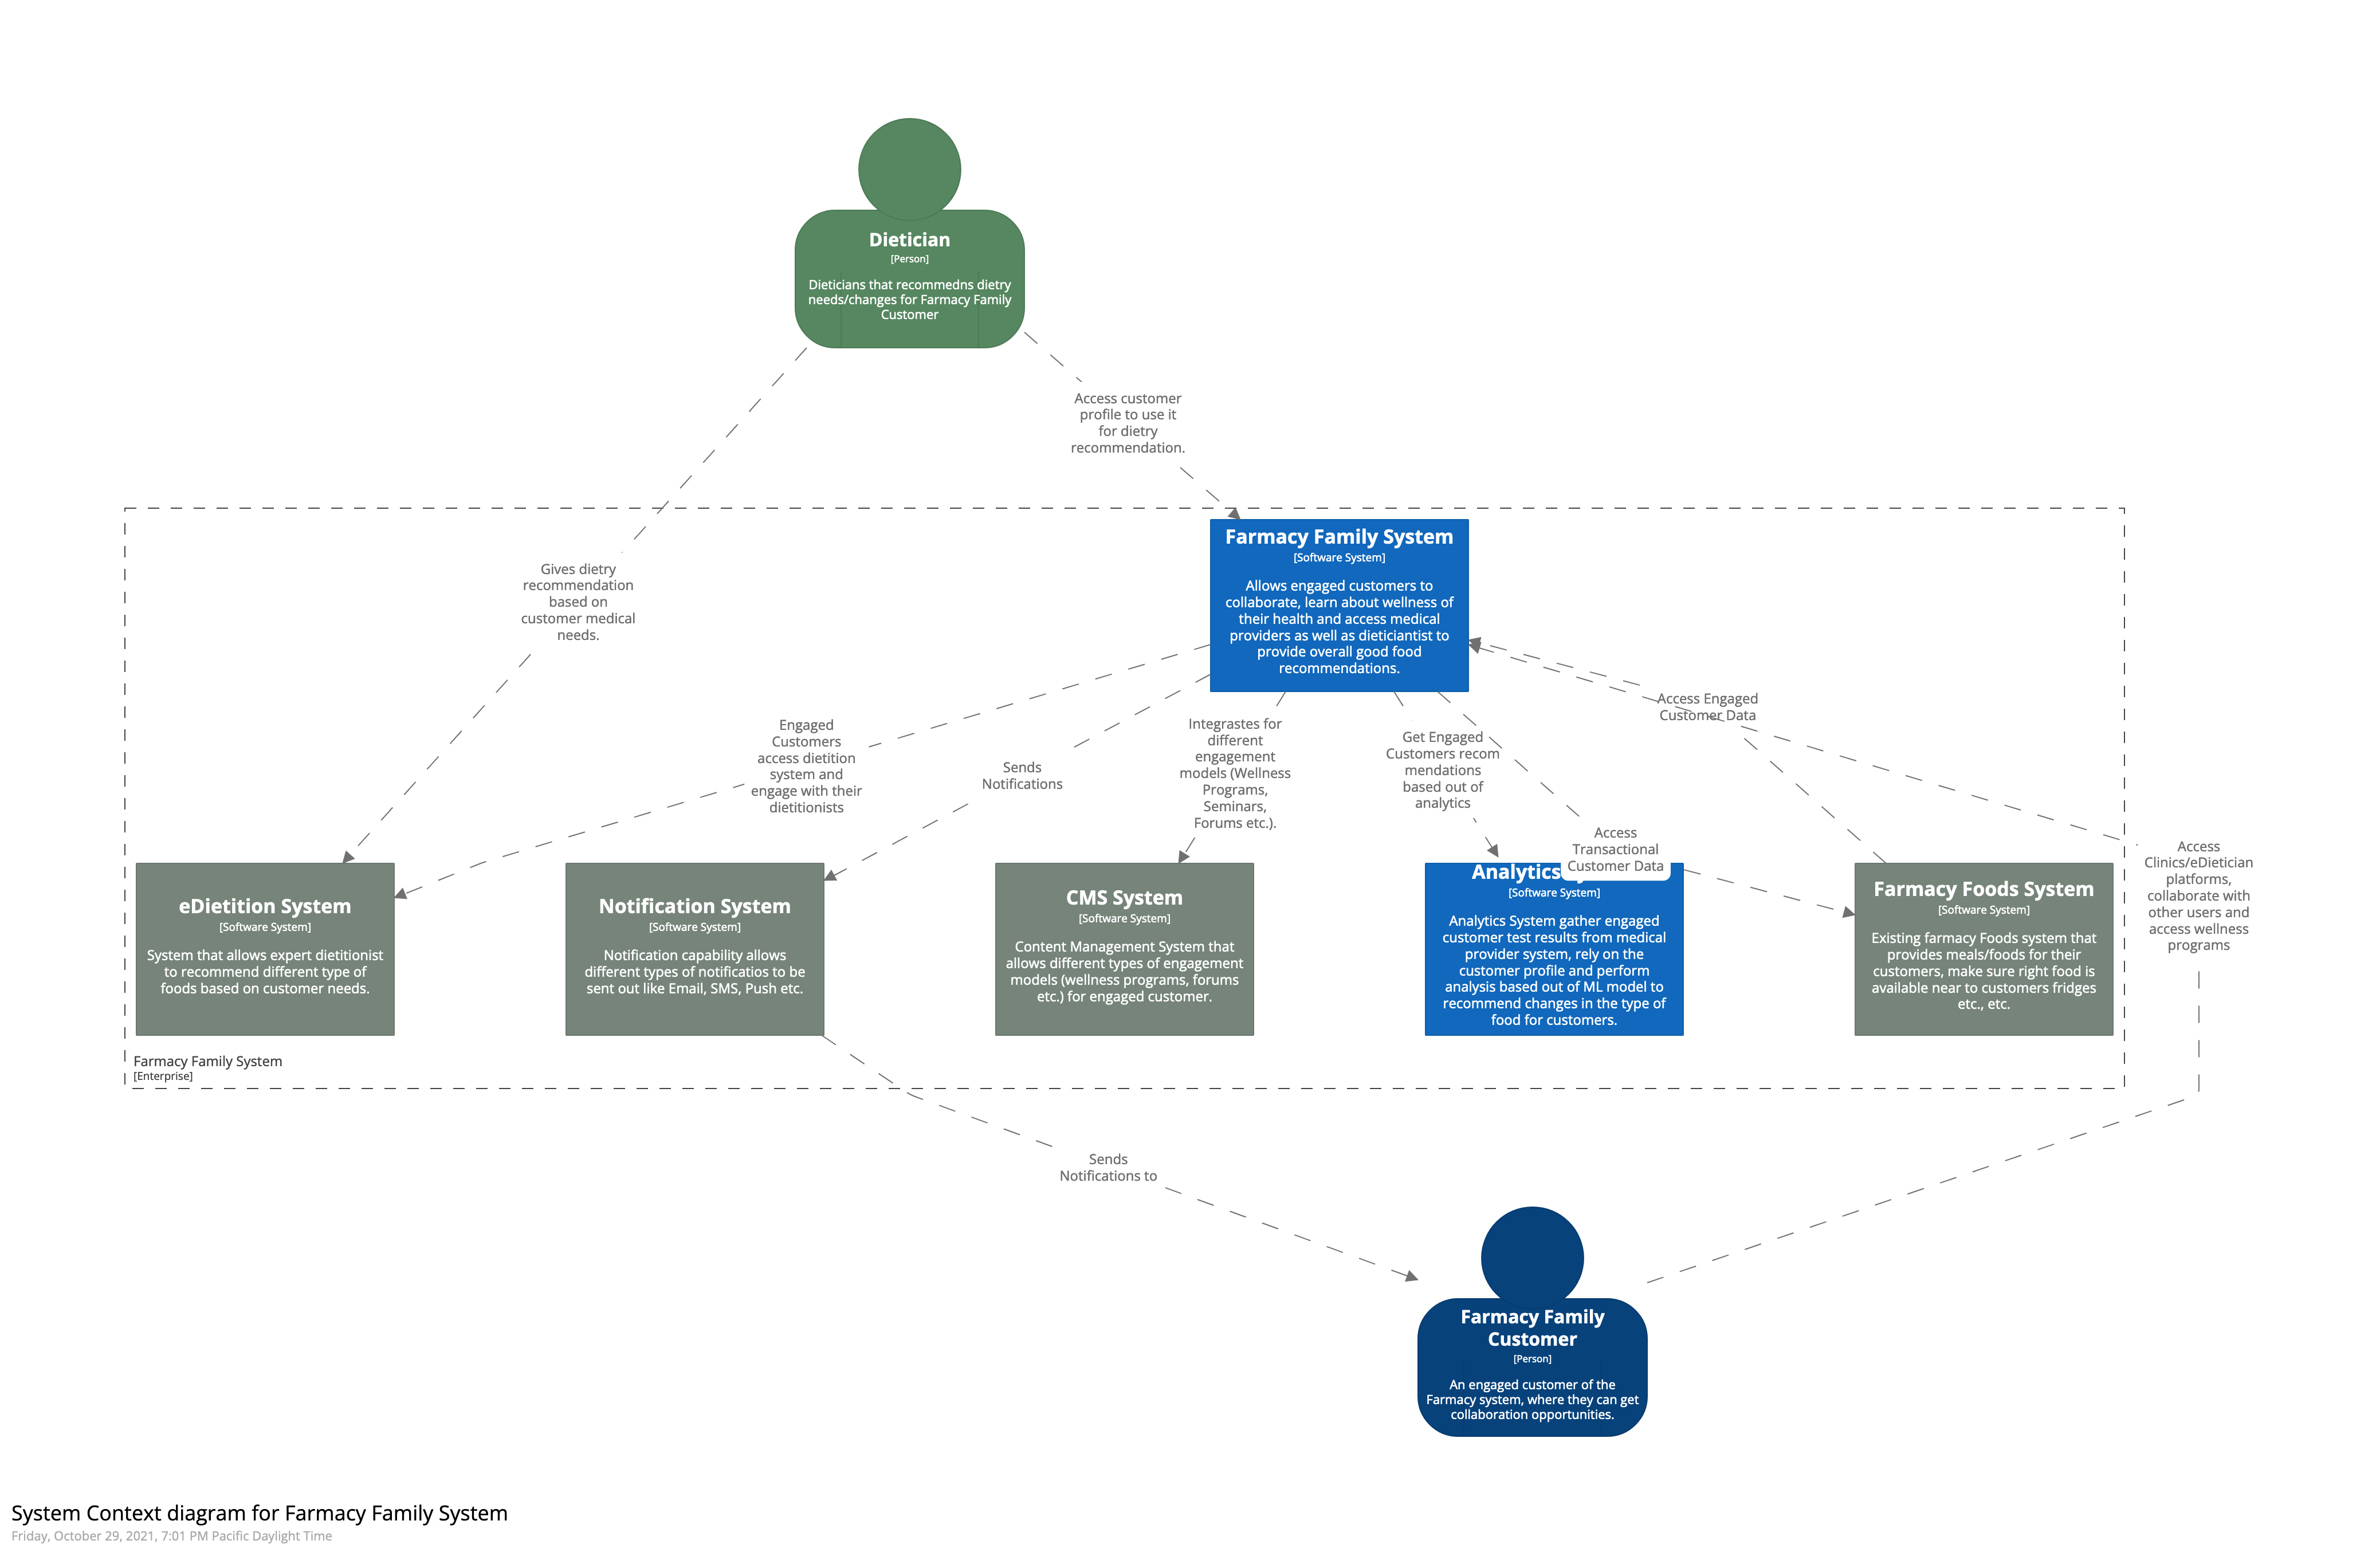 Dietician
[Person]
Dieticians that recommedns dietry
needs/changes for Farmacy Family
Customer
Access customer
profile to use it
for dietry
recommendation.
Gives dietry
recommendation
based on
customer medical
needs.
Farmacy Family System
[Software System]
Allows engaged customers to
collaborate, learn about wellness of
their health and access medical
providers as well as dieticiantist to
provide overall good food
recommendations.
Engaged
Customers
access dietition
system and
engage with their
dietitionists
Sends
Notifications
Integrastes for
different
engagement
models (Wellness
Programs,
Seminars,
Forums etc.).
Get Engaged
Customers recom
mendations
based out of
analytics
Access
Transactional
Customer Data
Access Engaged
Customer Data
Access
Clinics/eDietician
platforms,
collaborate with
other users and
access wellness
programs
eDietition System
[Software System]
System that allows expert dietitionist
to recommend different type of
foods based on customer needs.
Notification System
[Software System]
Notification capability allows
different types of notificatios to be
sent out like Email, SMS, Push etc.
CMS System
[Software System]
Content Management System that
allows different types of engagement
models (wellness programs, forums
etc.) for engaged customer.
Analytics
[Software System]
Analytics System gather engaged
customer test results from medical
provider system, rely on the
customer profile and perform
analysis based out of ML model to
recommend changes in the type of
food for customers.
Farmacy Foods System
[Software System]
Existing farmacy Foods system that
provides meals/foods for their
customers, make sure right food is
available near to customers fridges
etc., etc.
Farmacy Family System
[Enterprise]
Sends
Notifications to
Farmacy Family
Customer
[Person]
An engaged customer of the
Farmacy system, where they can get
collaboration opportunities.
System Context diagram for Farmacy Family System
Friday, October 29, 2021, 7:01 PM Pacific Daylight Time